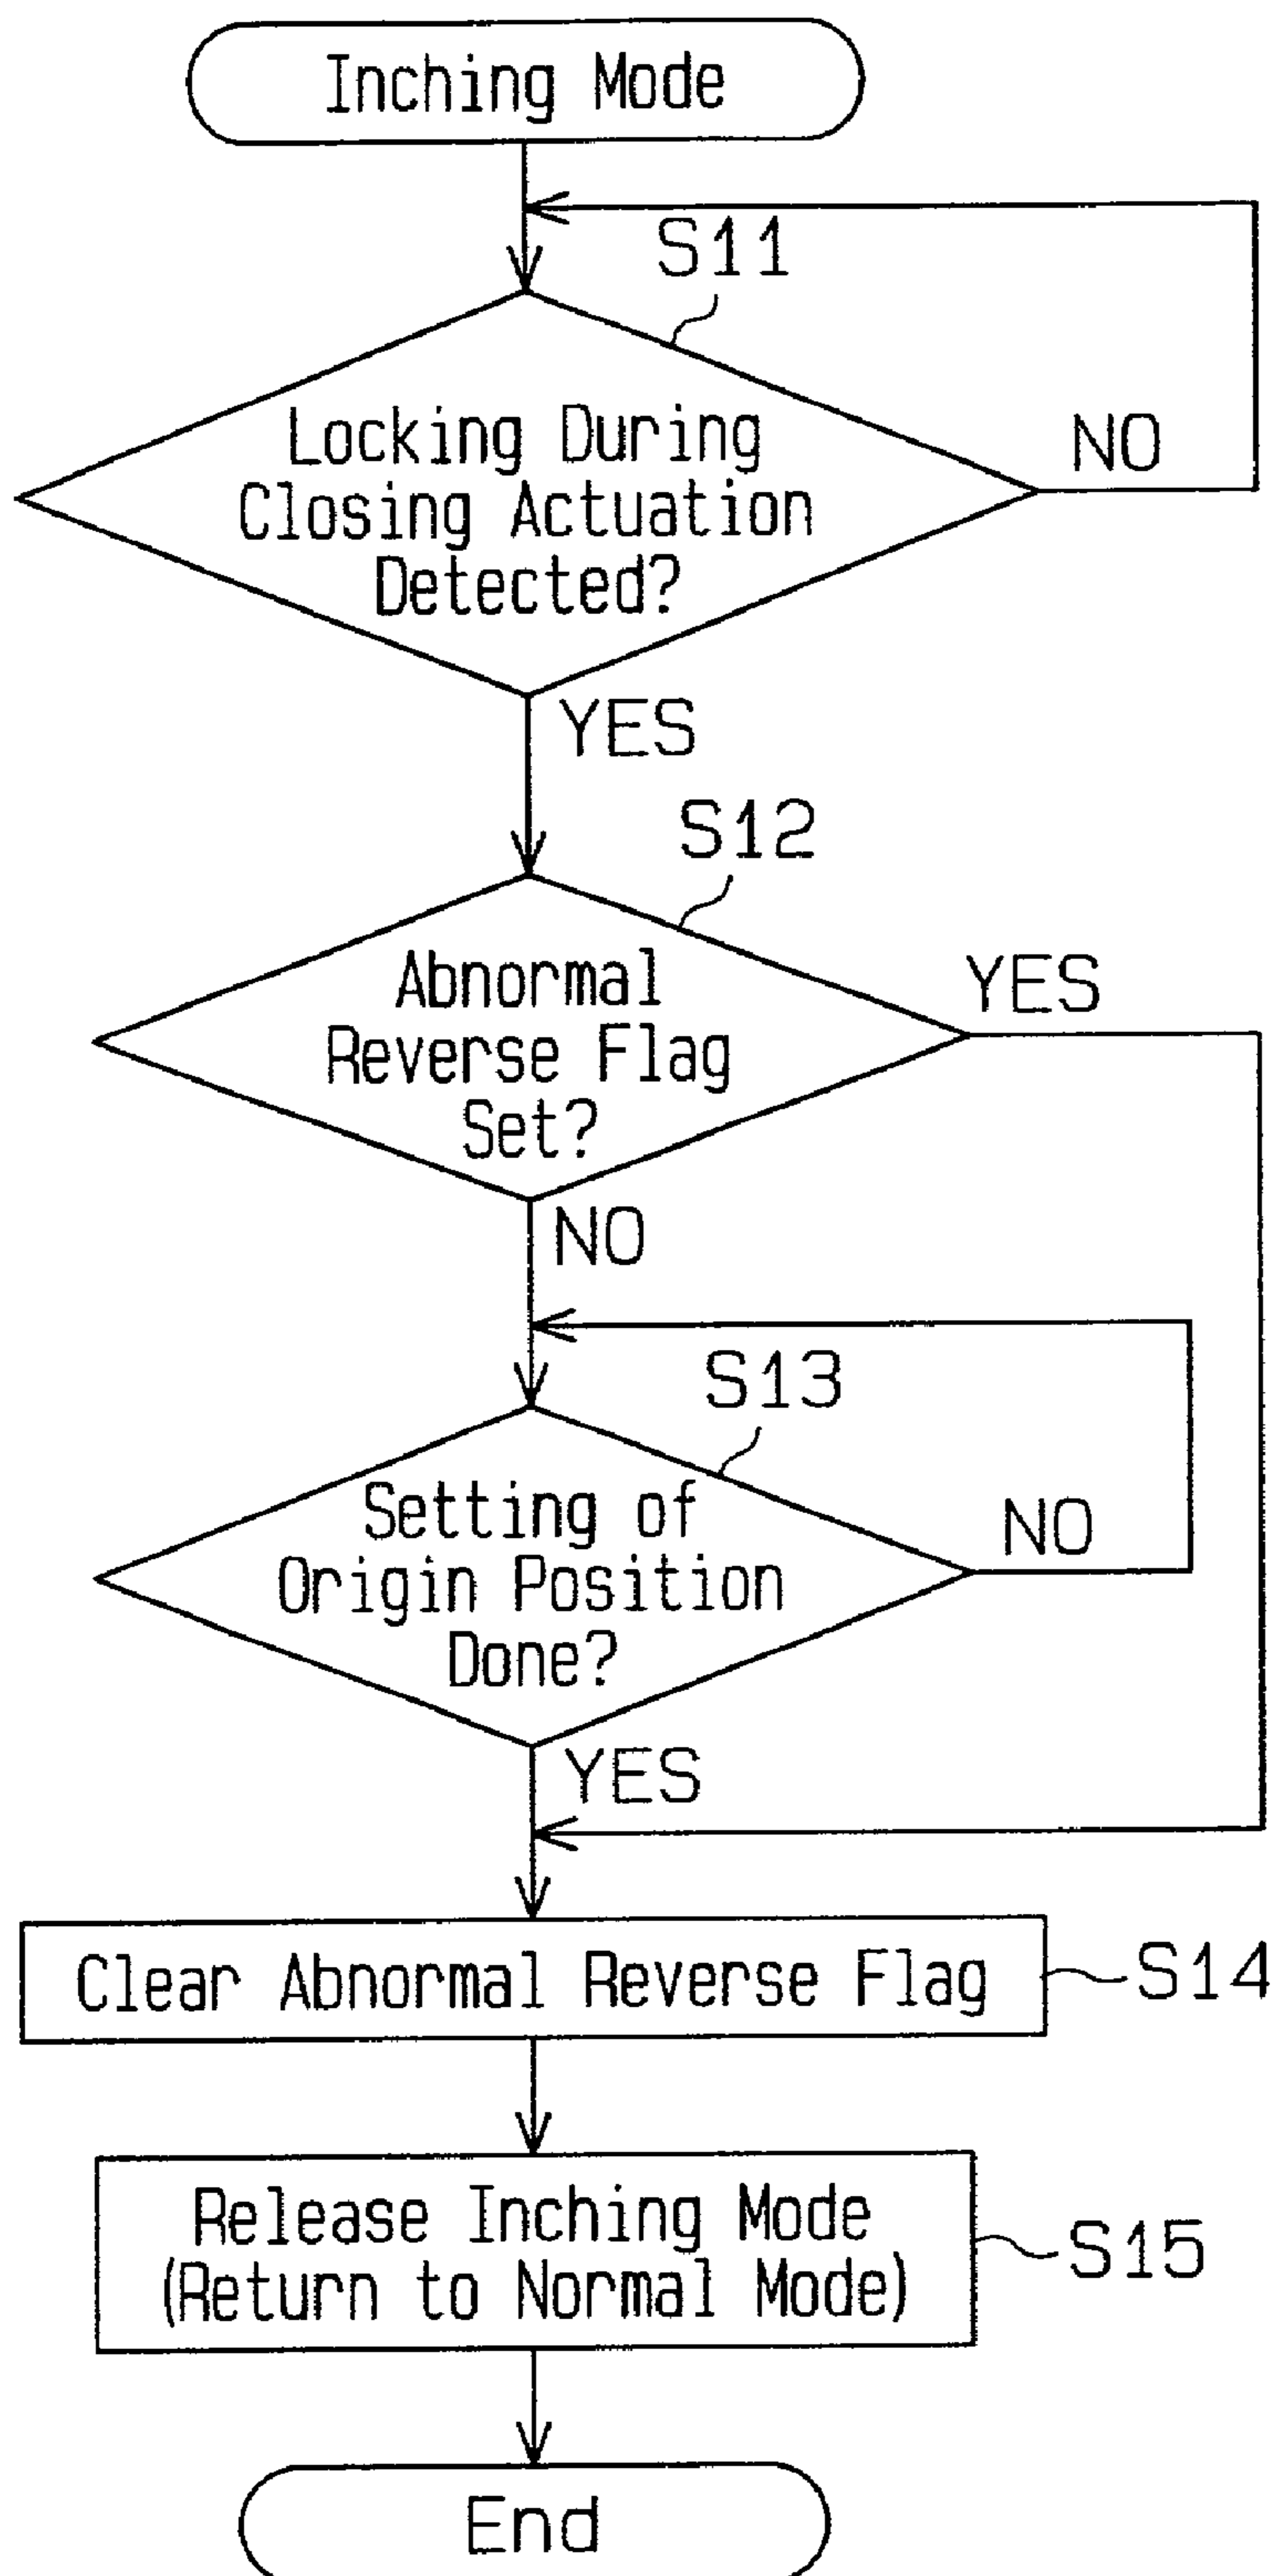 Inching Mode
S11
Locking During
Closing Actuation
Detected?
NO
YES
S12
Abnormal
Reverse Flag
Set?
YES
NO
S13
Setting of
Origin Position
Done?
NO
YES
Clear Abnormal Reverse Flag
S14
Release Inching Mode
(Return to Normal Mode)
S15
End